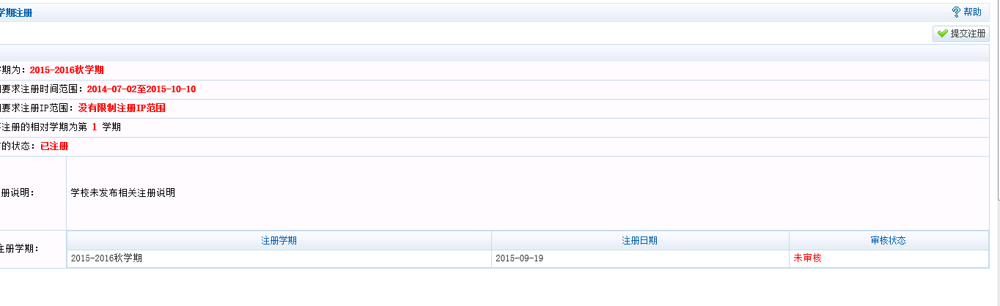 学期注册
帮助
提交注册
期为：2015-2016秋学期
要求注册时间范围：2014-07-02至2015-10-10
要求注册IP范围：没有限制注册IP范围
注册的相对学期为第 1 学期
的状态：已注册
册说明：
学校未发布相关注册说明
注册学期：
注册学期 注册日期 审核状态
2015-2016秋学期 2015-09-19 未审核